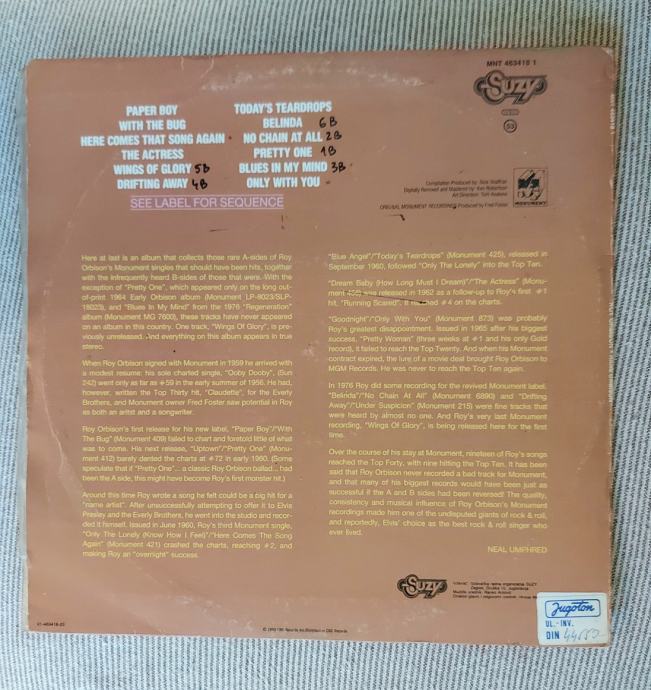 MNT 463418 1
Suzy
53
PAPER BOY
WITH THE BUG
HERE COMES THAT SONG AGAIN
THE ACTRESS
WINGS OF GLORY 5B
DRIFTING AWAY 4B
TODAY'S TEARDROPS
BELINDA 6B
NO CHAIN AT ALL 2B
PRETTY ONE 1B
BLUES IN MY MIND 3B
ONLY WITH YOU
SEE LABEL FOR SEQUENCE
Compilation Produced by:
Digitally Remixed and Mastered by:
Art Direction:
ORIGINAL MONUMENT RECORDINGS Produced by Fred Foster
MONUMENT
Here at last is an album that collects those rare A-sides of Roy
Orbison's Monument singles that should have been hits, together
with the infrequently heard B-sides of those that were. With the
exception of "Pretty One", which appeared only on the long out-
of-print 1964 Early Orbison album (Monument LP-8023/SLP-
18023), and "Blues In My Mind" from the 1976 "Regeneration"
album (Monument MG 7600), these tracks have never appeared
on an album in this country. One track, "Wings Of Glory", is pre-
viously unreleased. And everything on this album appears in true
stereo.
When Roy Orbison signed with Monument in 1959 he arrived with
a modest resume: his sole charted single, "Ooby Dooby", (Sun
242) went only as far as #59 in the early summer of 1956. He had,
however, written the Top Thirty hit, "Claudette", for the Everly
Brothers, and Monument owner Fred Foster saw potential in Roy
as both an artist and a songwriter.
Roy Orbison's first release for his new label, "Paper Boy"/"With
The Bug" (Monument 409) failed to chart and foretold little of what
was to come. His next release, "Uptown"/"Pretty One" (Monu-
ment 412) barely dented the charts at #72 in early 1960. (Some
speculate that if "Pretty One"... a classic Roy Orbison ballad... had
been the A side, this might have become Roy's first monster hit.)
Around this time Roy wrote a song he felt could be a big hit for a
"name artist". After unsuccessfully attempting to offer it to Elvis
Presley and the Everly Brothers, he went into the studio and recor-
ded it himself. Issued in June 1960, Roy's third Monument single,
"Only The Lonely (Know How I Feel)"/"Here Comes The Song
Again" (Monument 421) crashed the charts, reaching #2, and
making Roy an "overnight" success.
"Blue Angel"/"Today's Teardrops" (Monument 425), released in
September 1960, followed "Only The Lonely" into the Top Ten.
"Dream Baby (How Long Must I Dream)"/"The Actress" (Monu-
ment 456) was released in 1962 as a follow-up to Roy's first #1
hit, "Running Scared". It reached #4 on the charts.
"Goodnight"/"Only With You" (Monument 873) was probably
Roy's greatest disappointment. Issued in 1965 after his biggest
success, "Pretty Woman" (three weeks at #1 and his only Gold
record), it failed to reach the Top Twenty. And when his Monument
contract expired, the lure of a movie deal brought Roy Orbison to
MGM Records. He was never to reach the Top Ten again.
In 1976 Roy did some recording for the revived Monument label.
"Belinda"/"No Chain At All" (Monument 8690) and "Drifting
Away"/"Under Suspicion" (Monument 215) were fine tracks that
were heard by almost no one. And Roy's very last Monument
recording, "Wings Of Glory", is being released here for the first
time.
Over the course of his stay at Monument, nineteen of Roy's songs
reached the Top Forty, with nine hitting the Top Ten. It has been
said that Roy Orbison never recorded a bad track for Monument,
and that many of his biggest records would have been just as
successful if the A and B sides had been reversed! The quality,
consistency and musical influence of Roy Orbison's Monument
recordings made him one of the undisputed giants of rock & roll,
and reportedly, Elvis' choice as the best rock & roll singer who
ever lived.
NEAL UMPHRED
Suzy
Jugoton
UL.-INV.
DIN